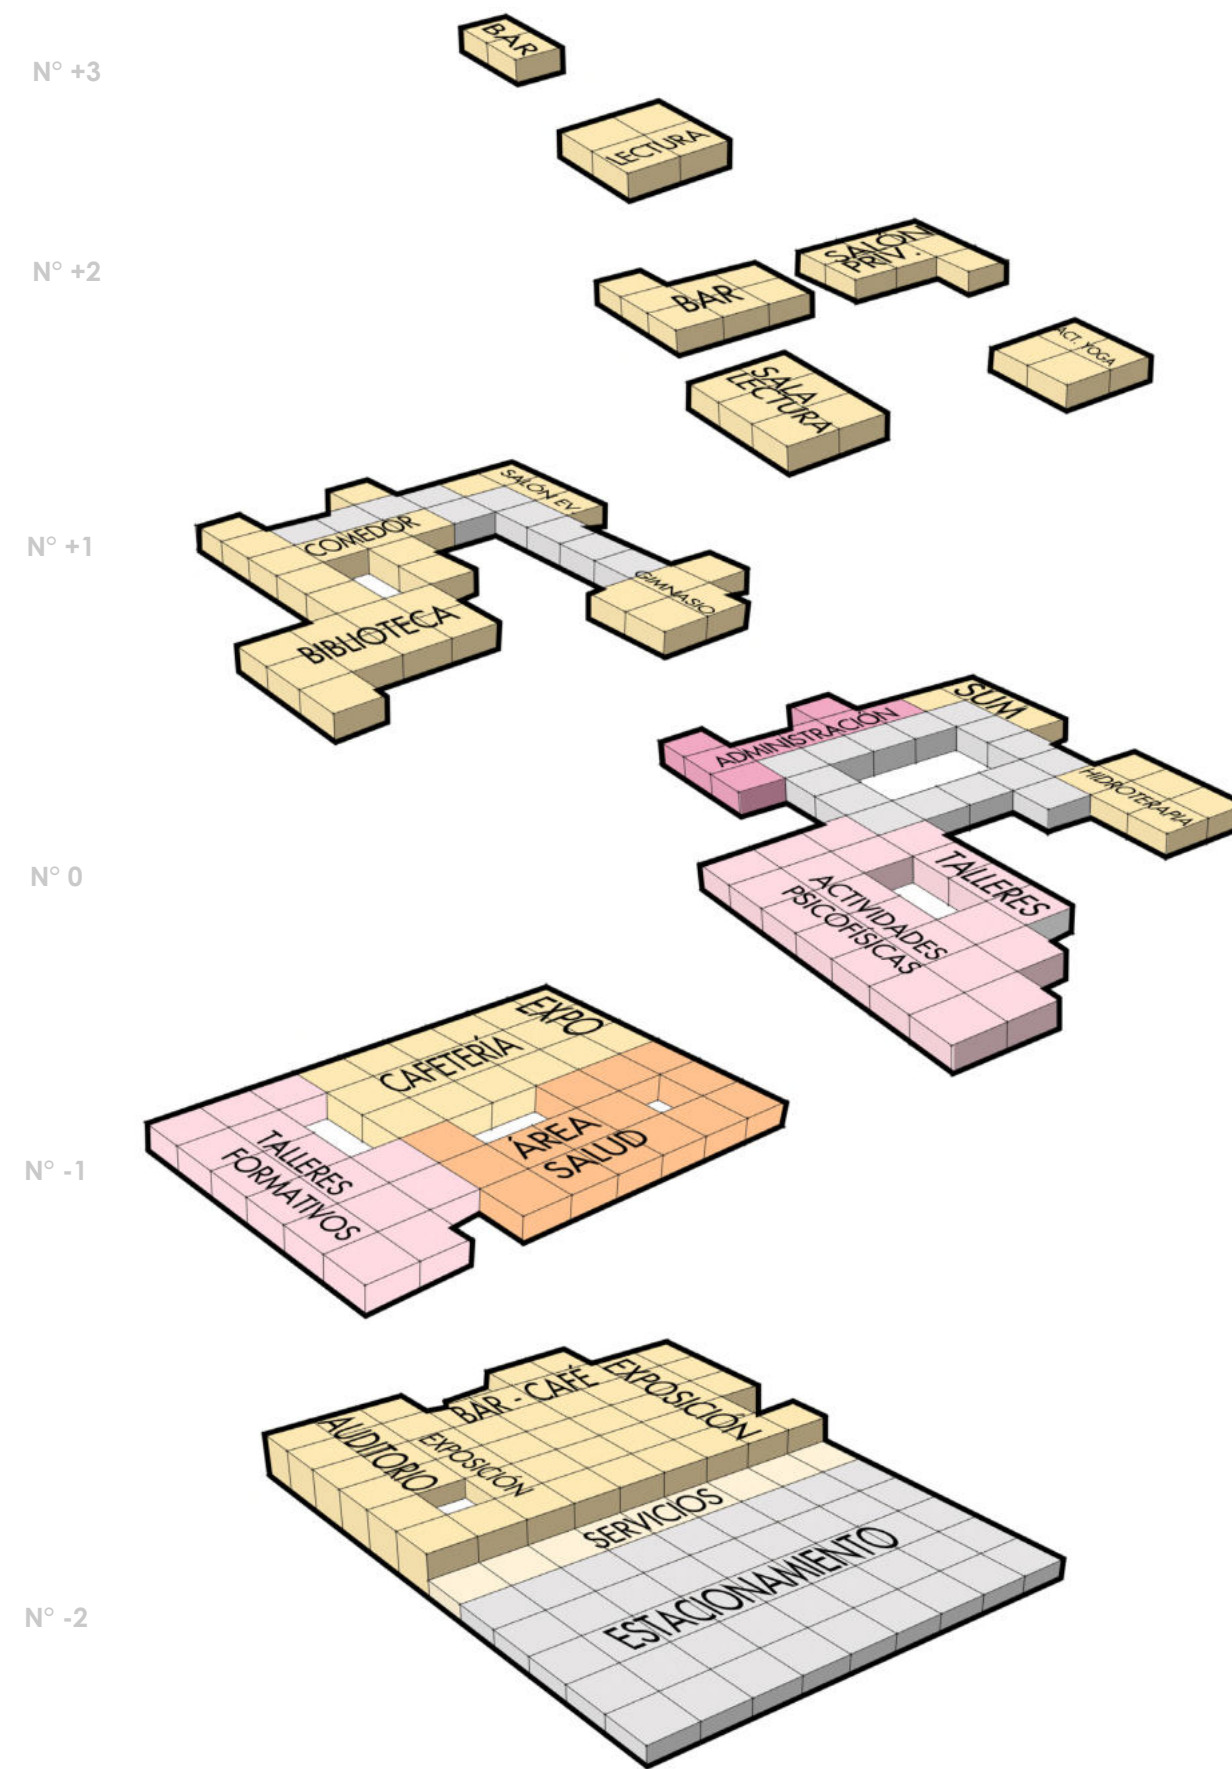 BAR
N° +3
LECTURA
SALÓN
PRIV.
N° +2
BAR
ACT. YOGA
SALA
LECTURA
SALÓN EV.
COMEDOR
N° +1
GIMNASIO
BIBLIOTECA
SUM
ADMINISTRACIÓN
HIDROTERAPIA
N° 0
TALLERES
ACTIVIDADES
PSICOFÍSICAS
EXPO
CAFETERÍA
ÁREA
SALUD
TALLERES
FORMATIVOS
N° -1
BAR - CAFÉ
EXPOSICIÓN
AUDITORIO
EXPOSICIÓN
SERVICIOS
ESTACIONAMIENTO
N° -2